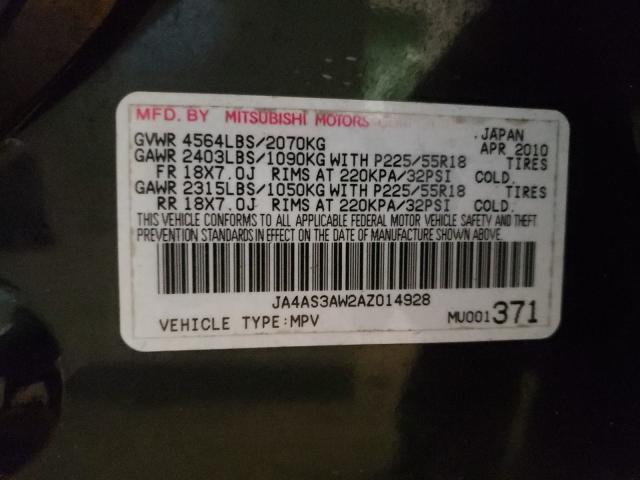 MFD. BY MITSUBISHI MOTORS CORPORATION, JAPAN
GVWR 4564LBS/2070KG APR 2010
GAWR 2403LBS/1090KG WITH P225/55R18 TIRES
FR 18X7.0J RIMS AT 220KPA/32PSI COLD.
GAWR 2315LBS/1050KG WITH P225/55R18 TIRES
RR 18X7.0J RIMS AT 220KPA/32PSI COLD.
THIS VEHICLE CONFORMS TO ALL APPLICABLE FEDERAL MOTOR VEHICLE SAFETY AND THEFT
PREVENTION STANDARDS IN EFFECT ON THE DATE OF MANUFACTURE SHOWN ABOVE.
JA4AS3AW2AZ014928
VEHICLE TYPE:MPV MU001371